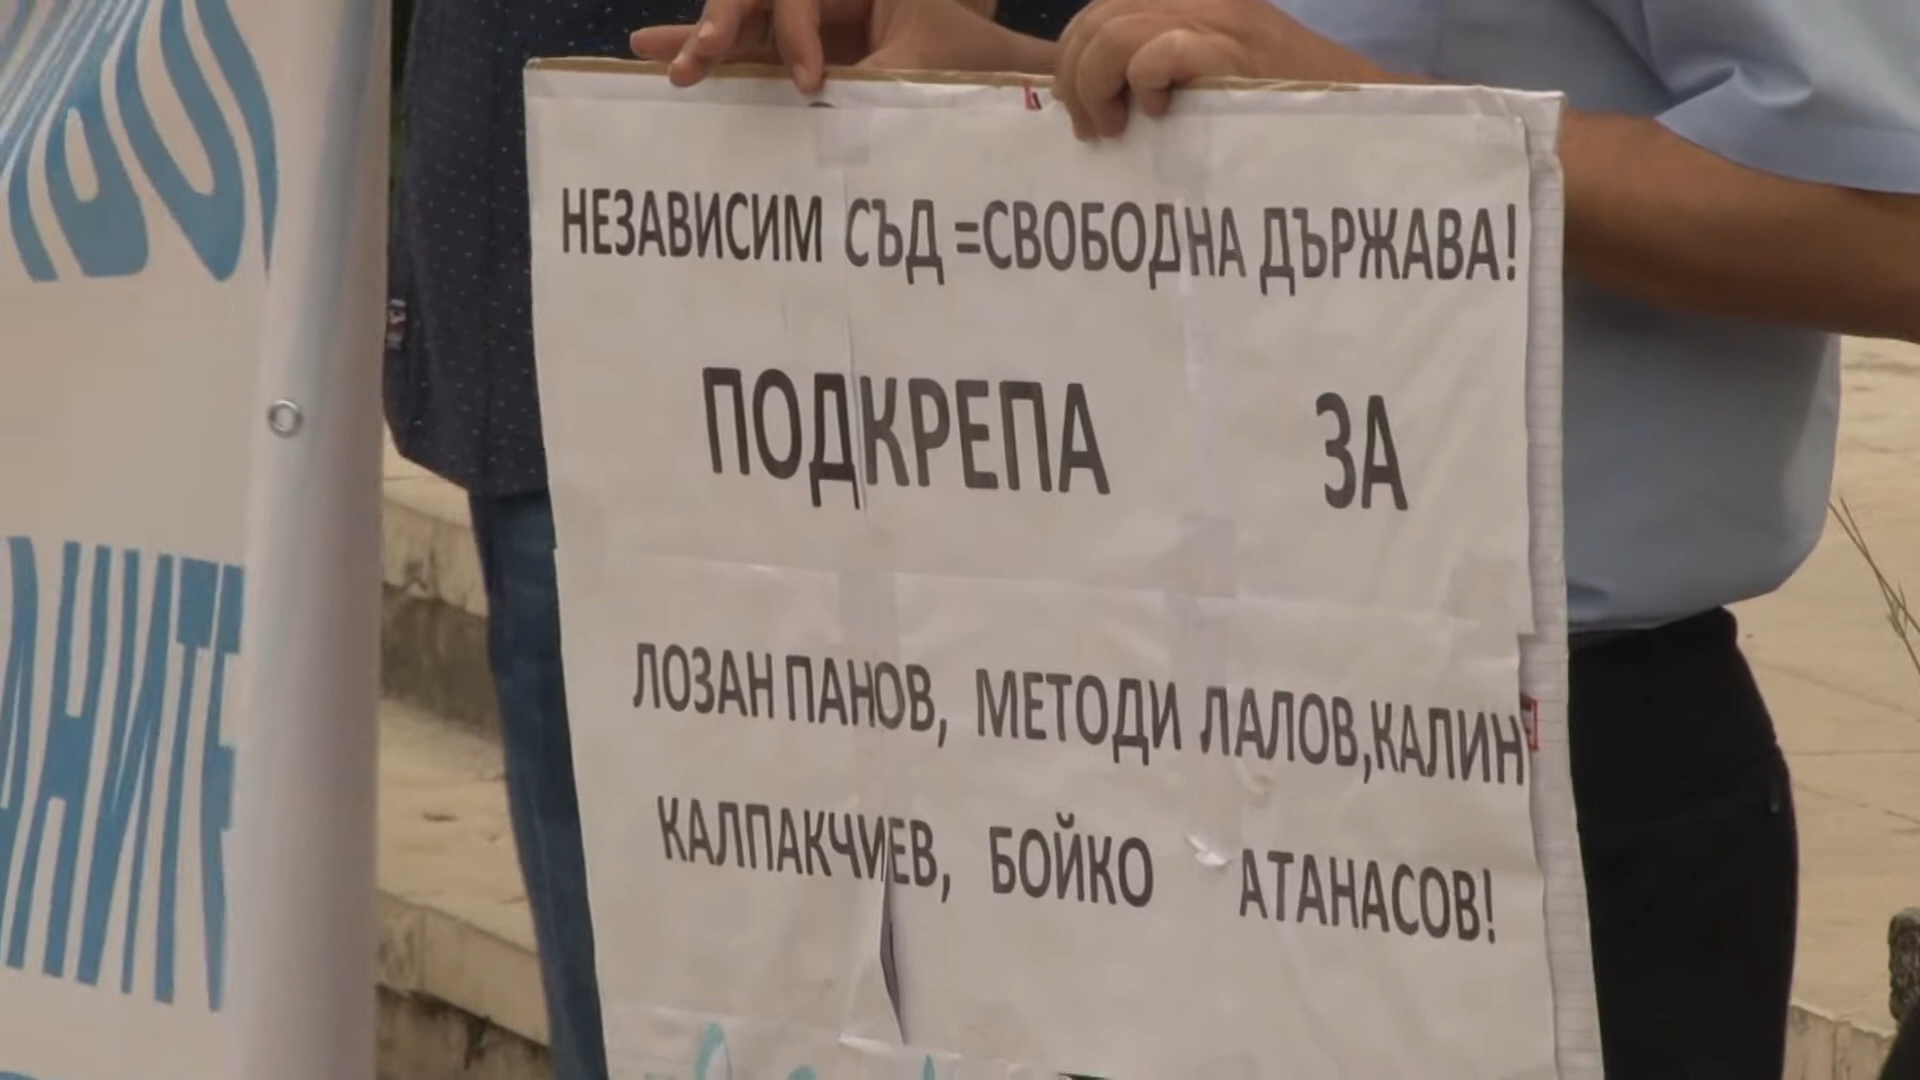 НЕЗАВИСИМ СЪД =СВОБОДНА ДЪРЖАВА!
ПОДКРЕПА ЗА
ЛОЗАН ПАНОВ, МЕТОДИ ЛАЛОВ,КАЛИН
КАЛПАКЧИЕВ, БОЙКО АТАНАСОВ!